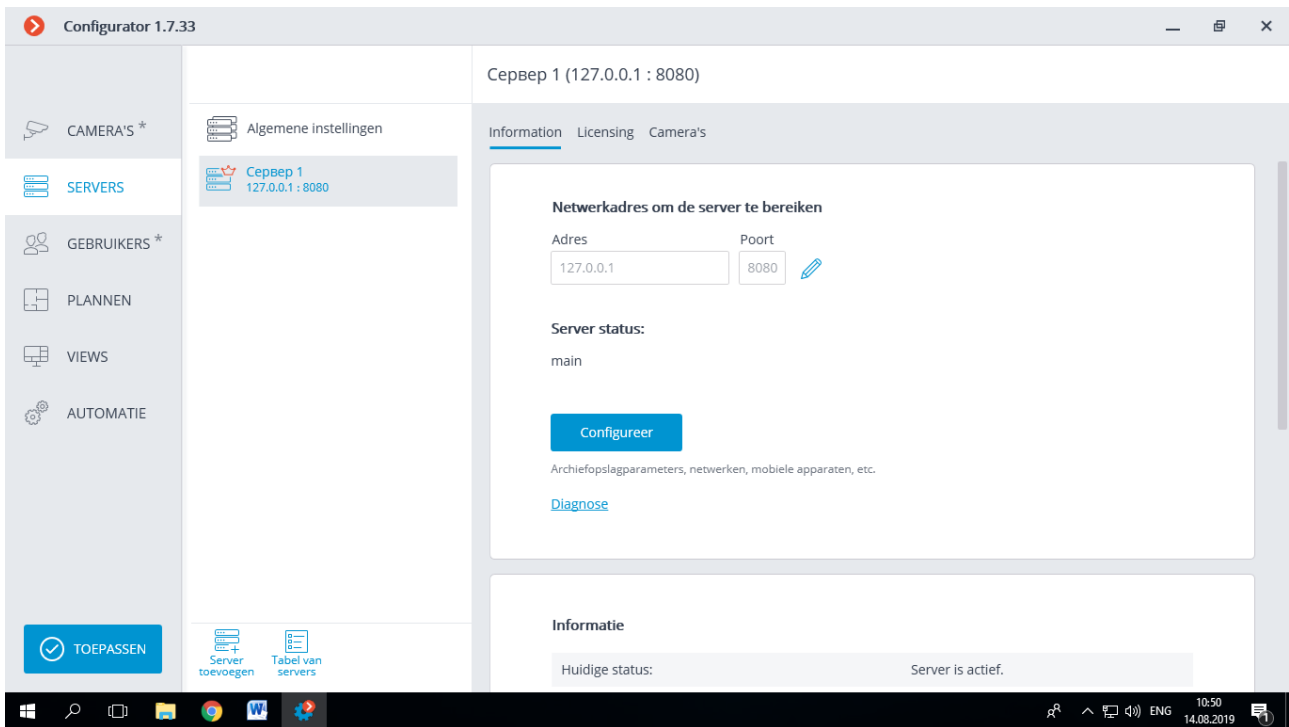 Configurator 1.7.33
CAMERA'S *
SERVERS
GEBRUIKERS *
PLANNEN
VIEWS
AUTOMATIE
TOEPASSEN
Algemene instellingen
Сервер 1
127.0.0.1 : 8080
Server
toevoegen
Tabel van
servers
Сервер 1 (127.0.0.1 : 8080)
Information Licensing Camera's
Netwerkadres om de server te bereiken
Adres Poort
127.0.0.1 8080
Server status:
main
Configureer
Archiefopslagparameters, netwerken, mobiele apparaten, etc.
Diagnose
Informatie
Huidige status: Server is actief.
ENG
10:50
14.08.2019
1